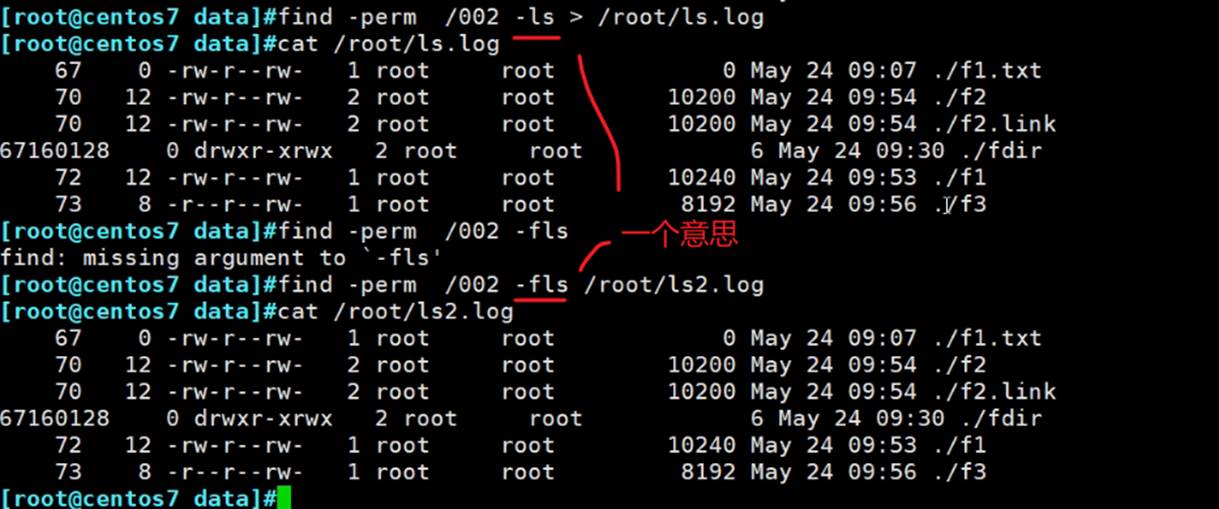 [root@centos7 data]#find -perm  /002 -ls > /root/ls.log
[root@centos7 data]#cat /root/ls.log
    67    0 -rw-r--rw-   1 root     root            0 May 24 09:07 ./f1.txt
    70   12 -rw-r--rw-   2 root     root        10200 May 24 09:54 ./f2
    70   12 -rw-r--rw-   2 root     root        10200 May 24 09:54 ./f2.link
67160128    0 drwxr-xrwx   2 root     root            6 May 24 09:30 ./fdir
    72   12 -rw-r--rw-   1 root     root        10240 May 24 09:53 ./f1
    73    8 -r--r--rw-   1 root     root         8192 May 24 09:56 ./f3
[root@centos7 data]#find -perm  /002 -fls
一个意思
find: missing argument to `-fls'
[root@centos7 data]#find -perm  /002 -fls /root/ls2.log
[root@centos7 data]#cat /root/ls2.log
    67    0 -rw-r--rw-   1 root     root            0 May 24 09:07 ./f1.txt
    70   12 -rw-r--rw-   2 root     root        10200 May 24 09:54 ./f2
    70   12 -rw-r--rw-   2 root     root        10200 May 24 09:54 ./f2.link
67160128    0 drwxr-xrwx   2 root     root            6 May 24 09:30 ./fdir
    72   12 -rw-r--rw-   1 root     root        10240 May 24 09:53 ./f1
    73    8 -r--r--rw-   1 root     root         8192 May 24 09:56 ./f3
[root@centos7 data]#